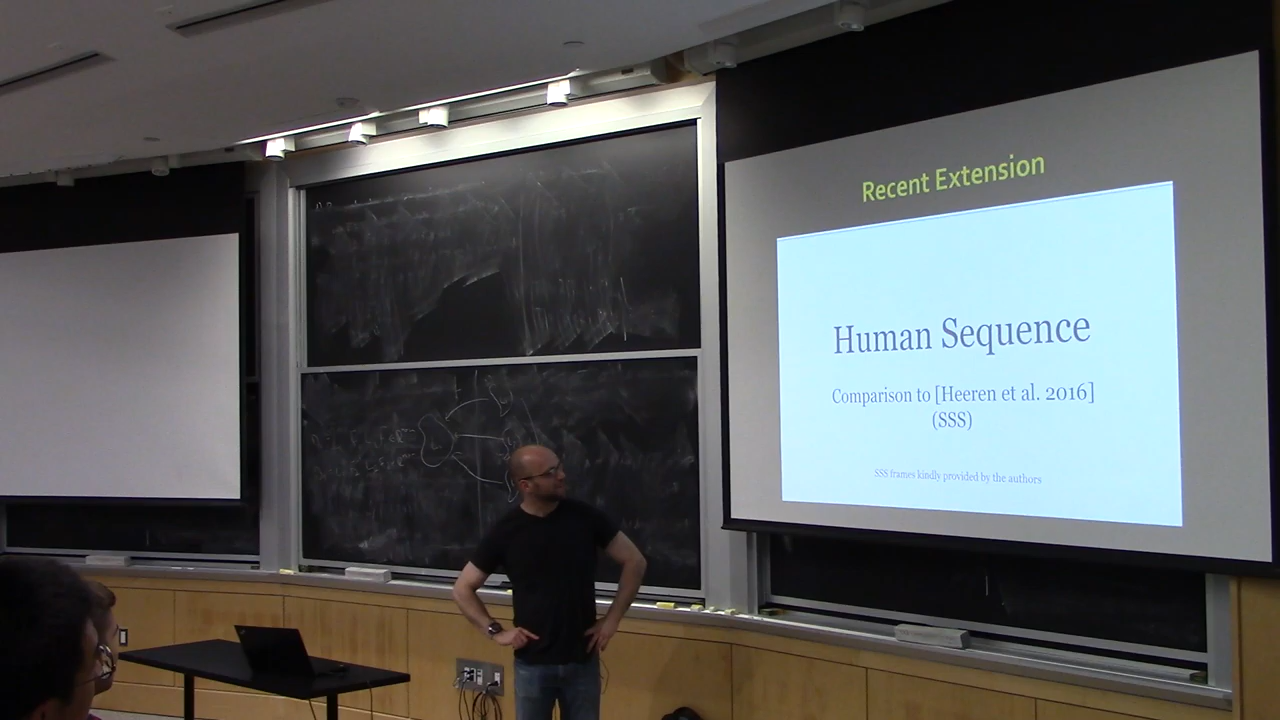 Recent Extension
Human Sequence
Comparison to [Heeren et al. 2016]
(SSS)
SSS frames kindly provided by the authors